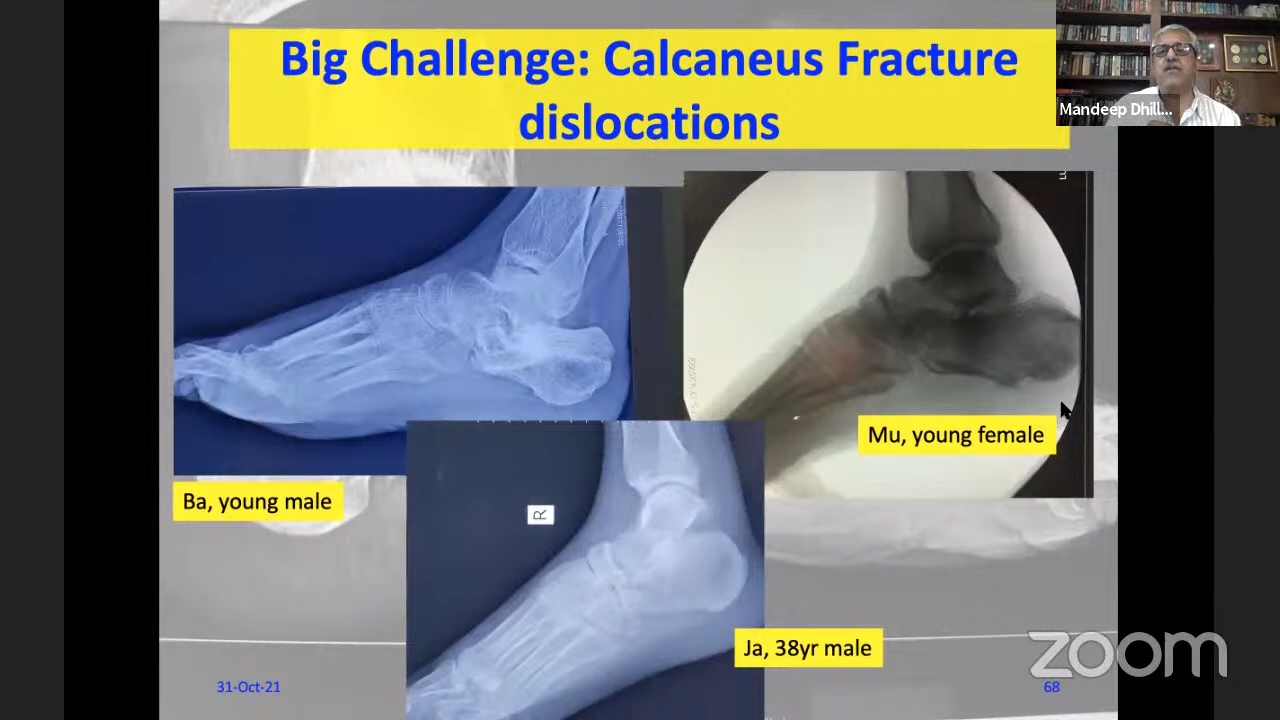 Big Challenge: Calcaneus Fracture
dislocations
Mandeep Dhill...
Mu, young female
Ba, young male
R
Ja, 38yr male
31-Oct-21
68
zoom